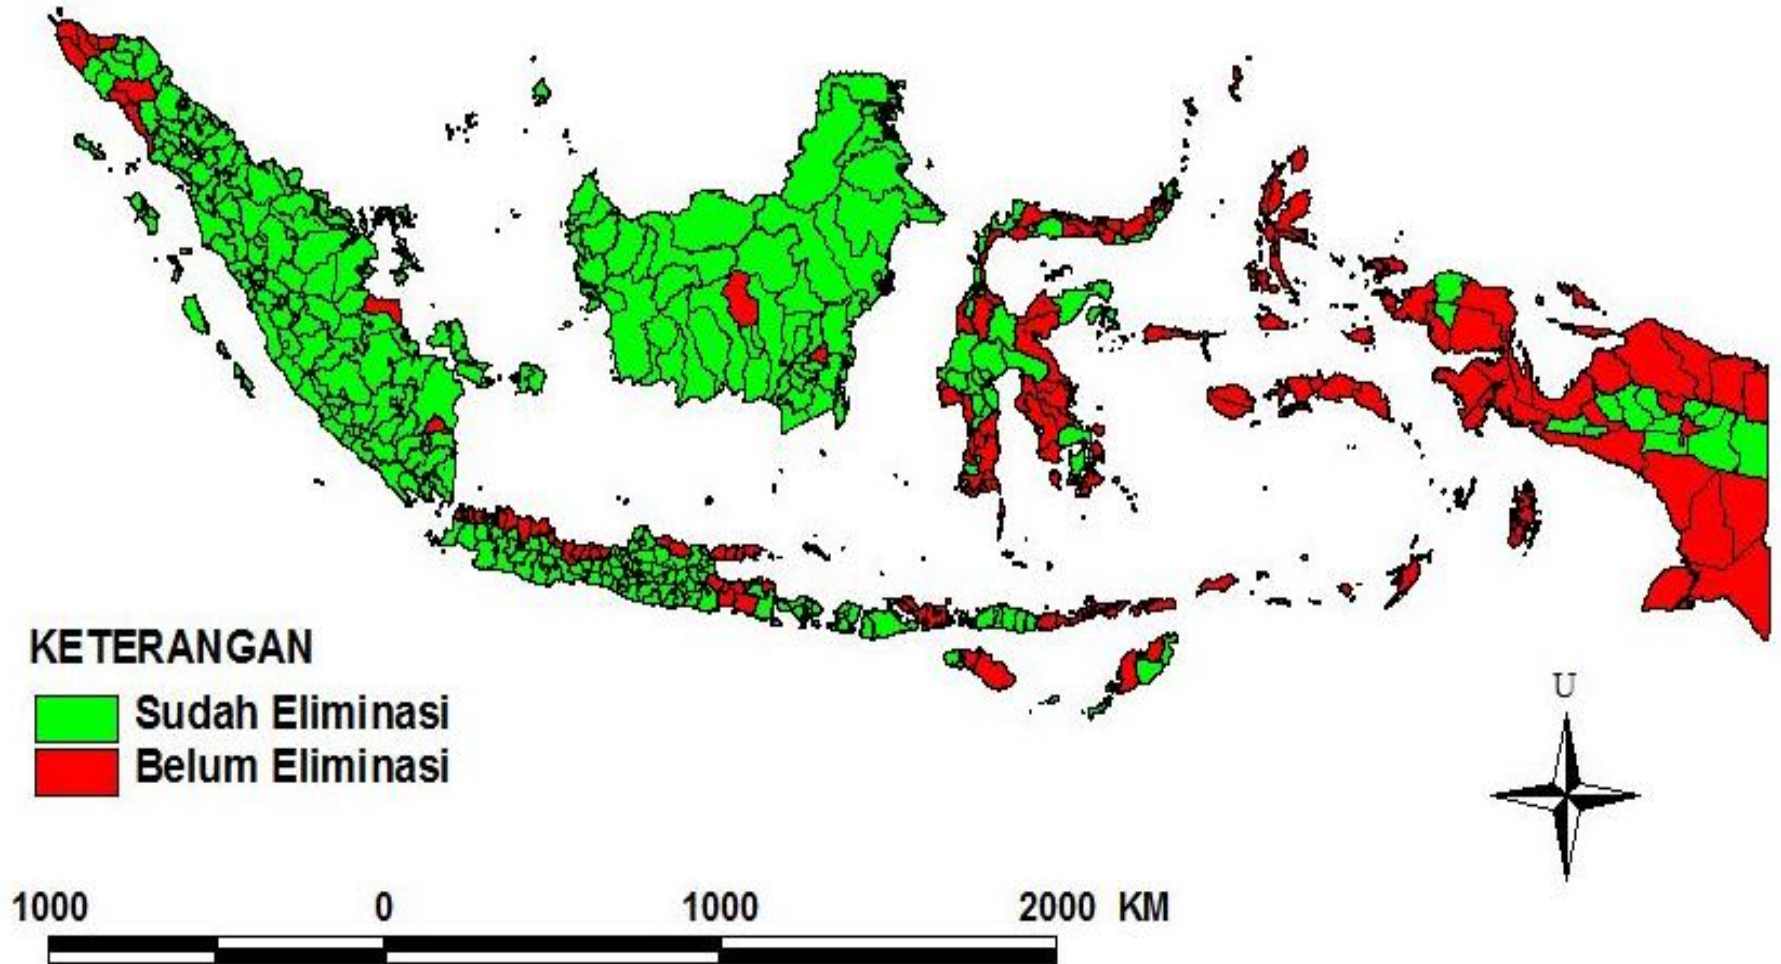 KETERANGAN
Sudah Eliminasi
Belum Eliminasi
U
1000 0 1000 2000 KM